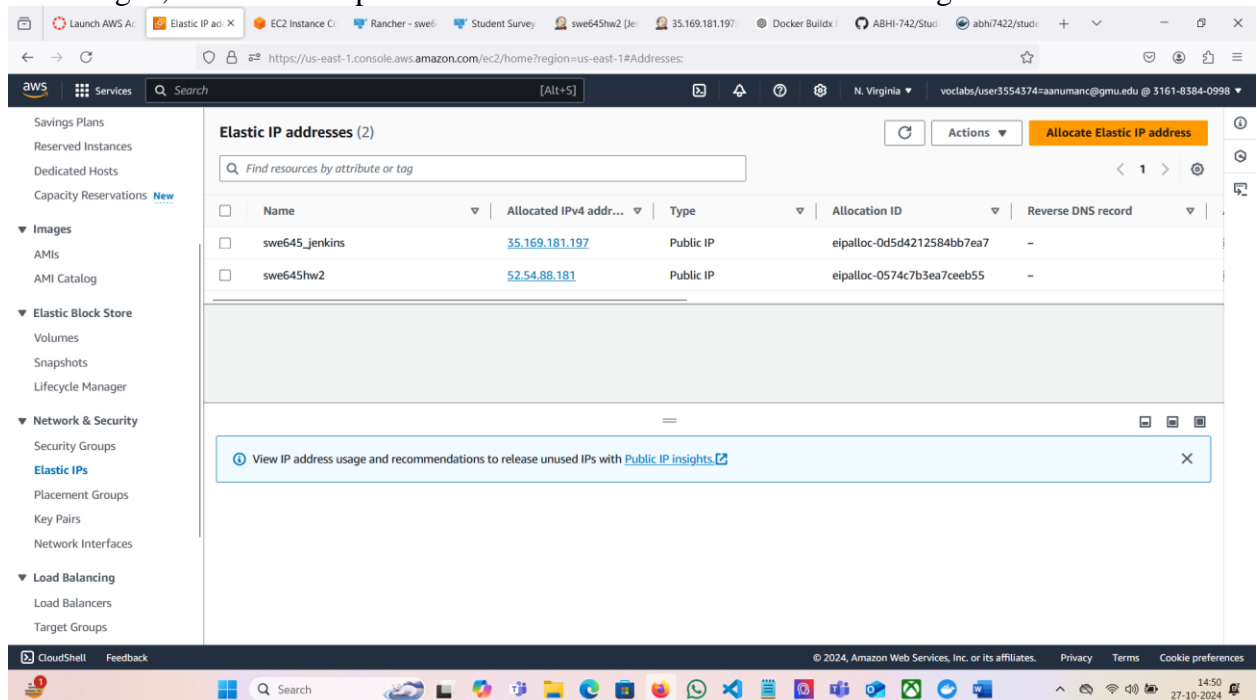 Launch AWS Ac
Elastic IP add
EC2 Instance Co
Rancher - swe6
Student Survey
swe645hw2 [Je
35.169.181.197:
Docker Buildx
ABHI-742/Stud
abhi7422/stude
https://us-east-1.console.aws.amazon.com/ec2/home?region=us-east-1#Addresses:
aws
Services
Search
[Alt+S]
N. Virginia
voclabs/user3554374=aanumanc@gmu.edu @ 3161-8384-0998
Savings Plans
Reserved Instances
Dedicated Hosts
Capacity Reservations New
Images
AMIs
AMI Catalog
Elastic Block Store
Volumes
Snapshots
Lifecycle Manager
Network & Security
Security Groups
Elastic IPs
Placement Groups
Key Pairs
Network Interfaces
Load Balancing
Load Balancers
Target Groups
Elastic IP addresses (2)
Actions
Allocate Elastic IP address
Find resources by attribute or tag
1
Name Allocated IPv4 addr... Type Allocation ID Reverse DNS record
swe645_jenkins 35.169.181.197 Public IP eipalloc-0d5d4212584bb7ea7 –
swe645hw2 52.54.88.181 Public IP eipalloc-0574c7b3ea7ceeb55 –
View IP address usage and recommendations to release unused IPs with Public IP insights.
CloudShell Feedback
© 2024, Amazon Web Services, Inc. or its affiliates. Privacy Terms Cookie preferences
Search
14:50
27-10-2024